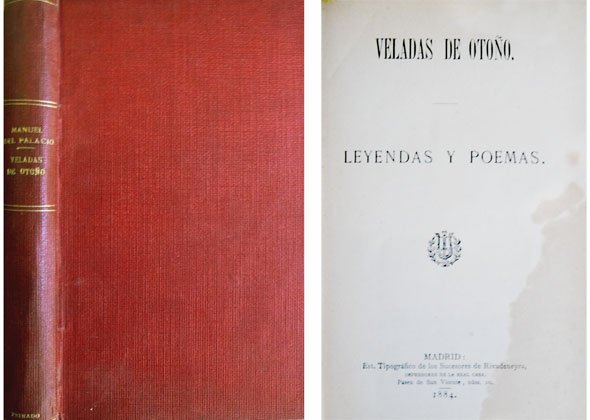 MANUEL
DEL PALACIO
VELADAS
DE OTOÑO
VELADAS DE OTOÑO.
LEYENDAS Y POEMAS.
MADRID:
Est. Tipográfico de los Sucesores de Rivadeneyra,
IMPRESORES DE LA REAL CASA.
Paseo de San Vicente, núm. 20.
1884.